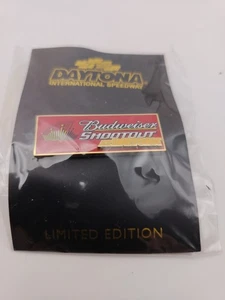 DAYTONA
INTERNATIONAL SPEEDWAY
Budweiser
SHOOTOUT
LIMITED EDITION